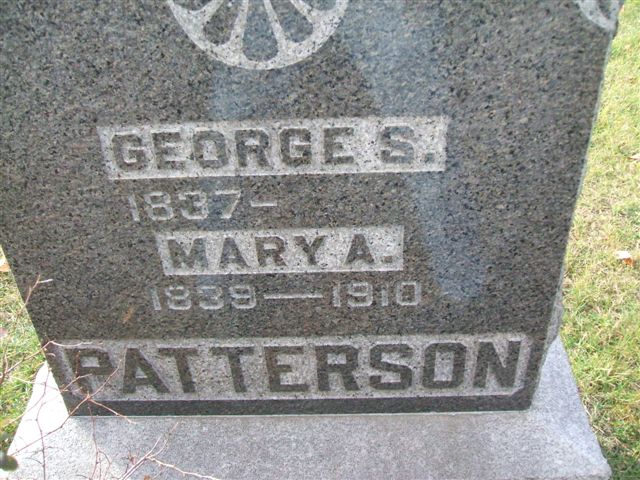 GEORGE S.
1837-
MARY A.
1839-1910
PATTERSON